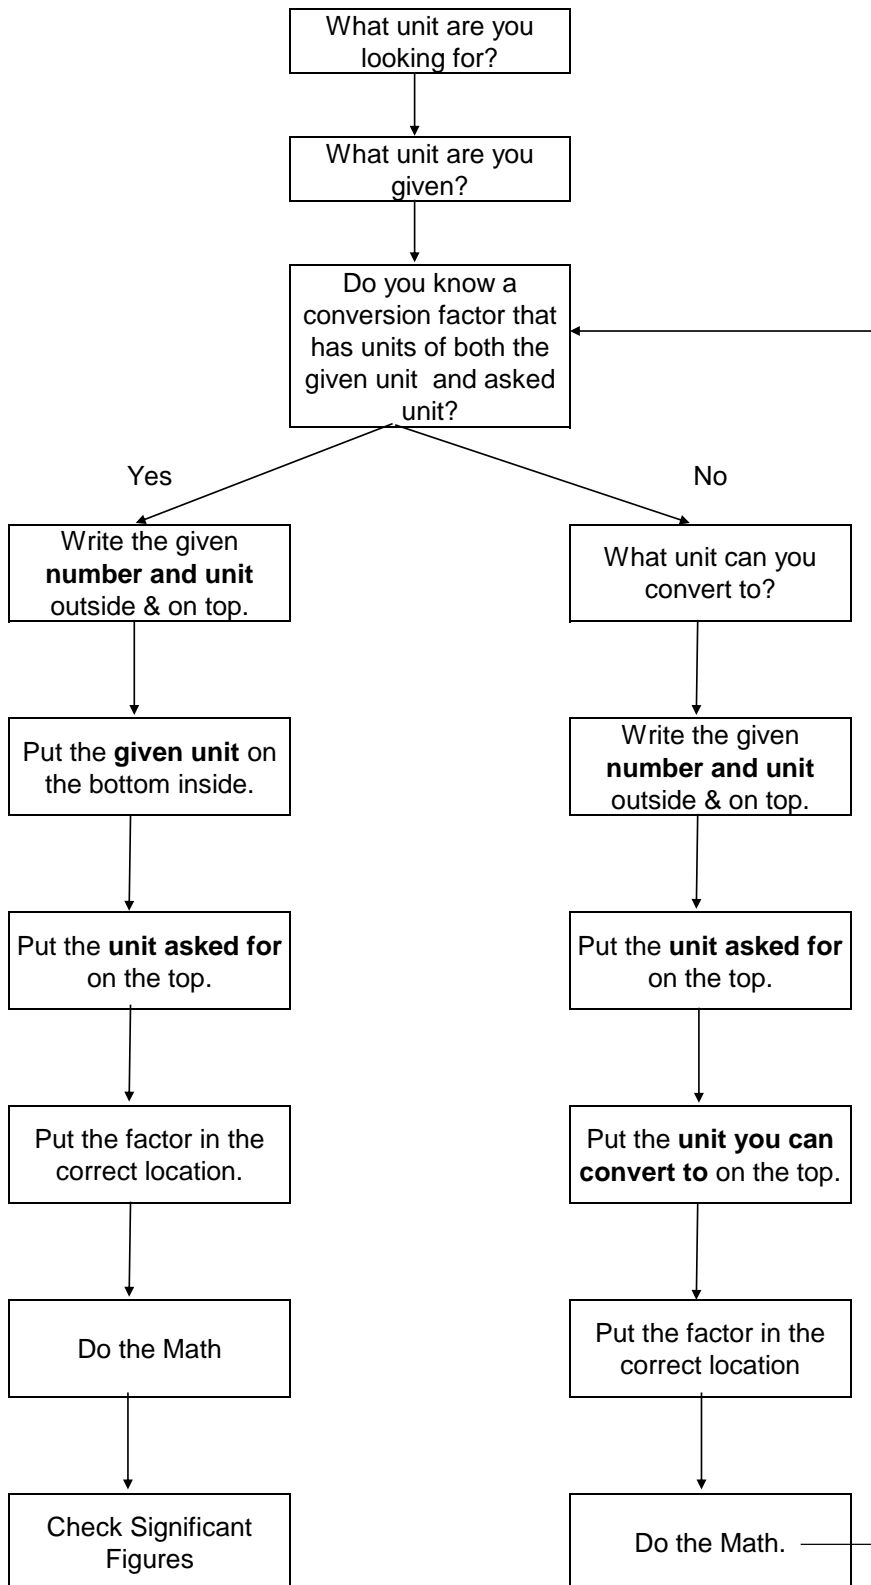 What unit are you
looking for?
What unit are you
given?
Do you know a
conversion factor that
has units of both the
given unit and asked
unit?
Yes
No
Write the given
number and unit
outside & on top.
Put the given unit on
the bottom inside.
Put the unit asked for
on the top.
Put the factor in the
correct location.
Do the Math
Check Significant
Figures
What unit can you
convert to?
Write the given
number and unit
outside & on top.
Put the unit asked for
on the top.
Put the unit you can
convert to on the top.
Put the factor in the
correct location
Do the Math.